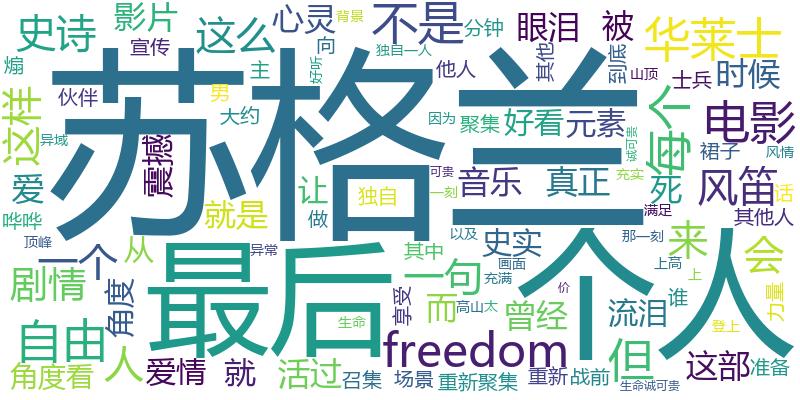 史诗
影片
宣传
这么
心灵
背景
不是
分钟
眼泪
被
华莱士
煽
伙伴
主
向
独自一人
他人
其他
到底
山顶
士兵
时候
这样
苏格兰
好听
男
大约
因为
聚集
好看
元素
诚可贵
每个
电影
裙子
风情
异域
震撼
爱
让
独自
可贵
一刻
音乐
真正
充实
死
满足
风笛
话
哗哗
就是
做
其他人
顶峰
一个
从
最后
异常
其中
以及
史实
个人
那一刻
来
会
上高
上
剧情
角度
一句
画面
充满
享受
而
高山
太
曾经
价
流泪
谁
力量
自由
生命
freedom
但
登上
这部
角度看
人
爱情
就
活过
召集
场景
重新聚集
重新
战前
生命诚可贵
准备